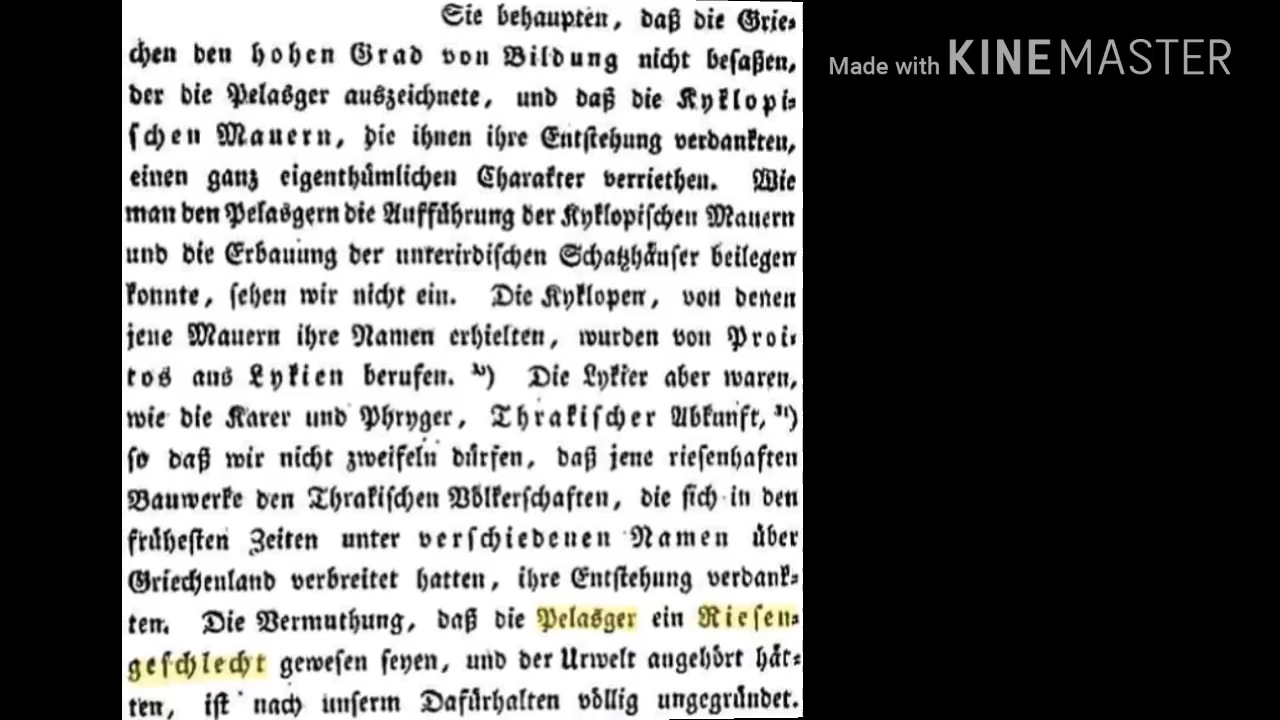 Sie behaupten, daß die Grie-
chen den hohen Grad von Bildung nicht besaßen,
der die Pelasger auszeichnete, und daß die Kyklopi-
schen Mauern, die ihnen ihre Entstehung verdankten,
einen ganz eigenthümlichen Charakter verriethen. Wie
man den Pelasgern die Aufführung der Kyklopischen Mauern
und die Erbauung der unterirdischen Schatzhäuser beilegen
konnte, sehen wir nicht ein. Die Kyklopen, von denen
jene Mauern ihre Namen erhielten, wurden von Proi-
tos aus Lykien berufen. ³⁰) Die Lykier aber waren,
wie die Karer und Phryger, Thrakischer Abkunft, ³¹)
so daß wir nicht zweifeln dürfen, daß jene riesenhaften
Bauwerke den Thrakischen Völkerschaften, die sich in den
frühesten Zeiten unter verschiedenen Namen über
Griechenland verbreitet hatten, ihre Entstehung verdank-
ten. Die Vermuthung, daß die Pelasger ein Riesen-
geschlecht gewesen seyen, und der Urwelt angehört hät-
ten, ist nach unserm Dafürhalten völlig ungegründet.
Made with KINEMASTER